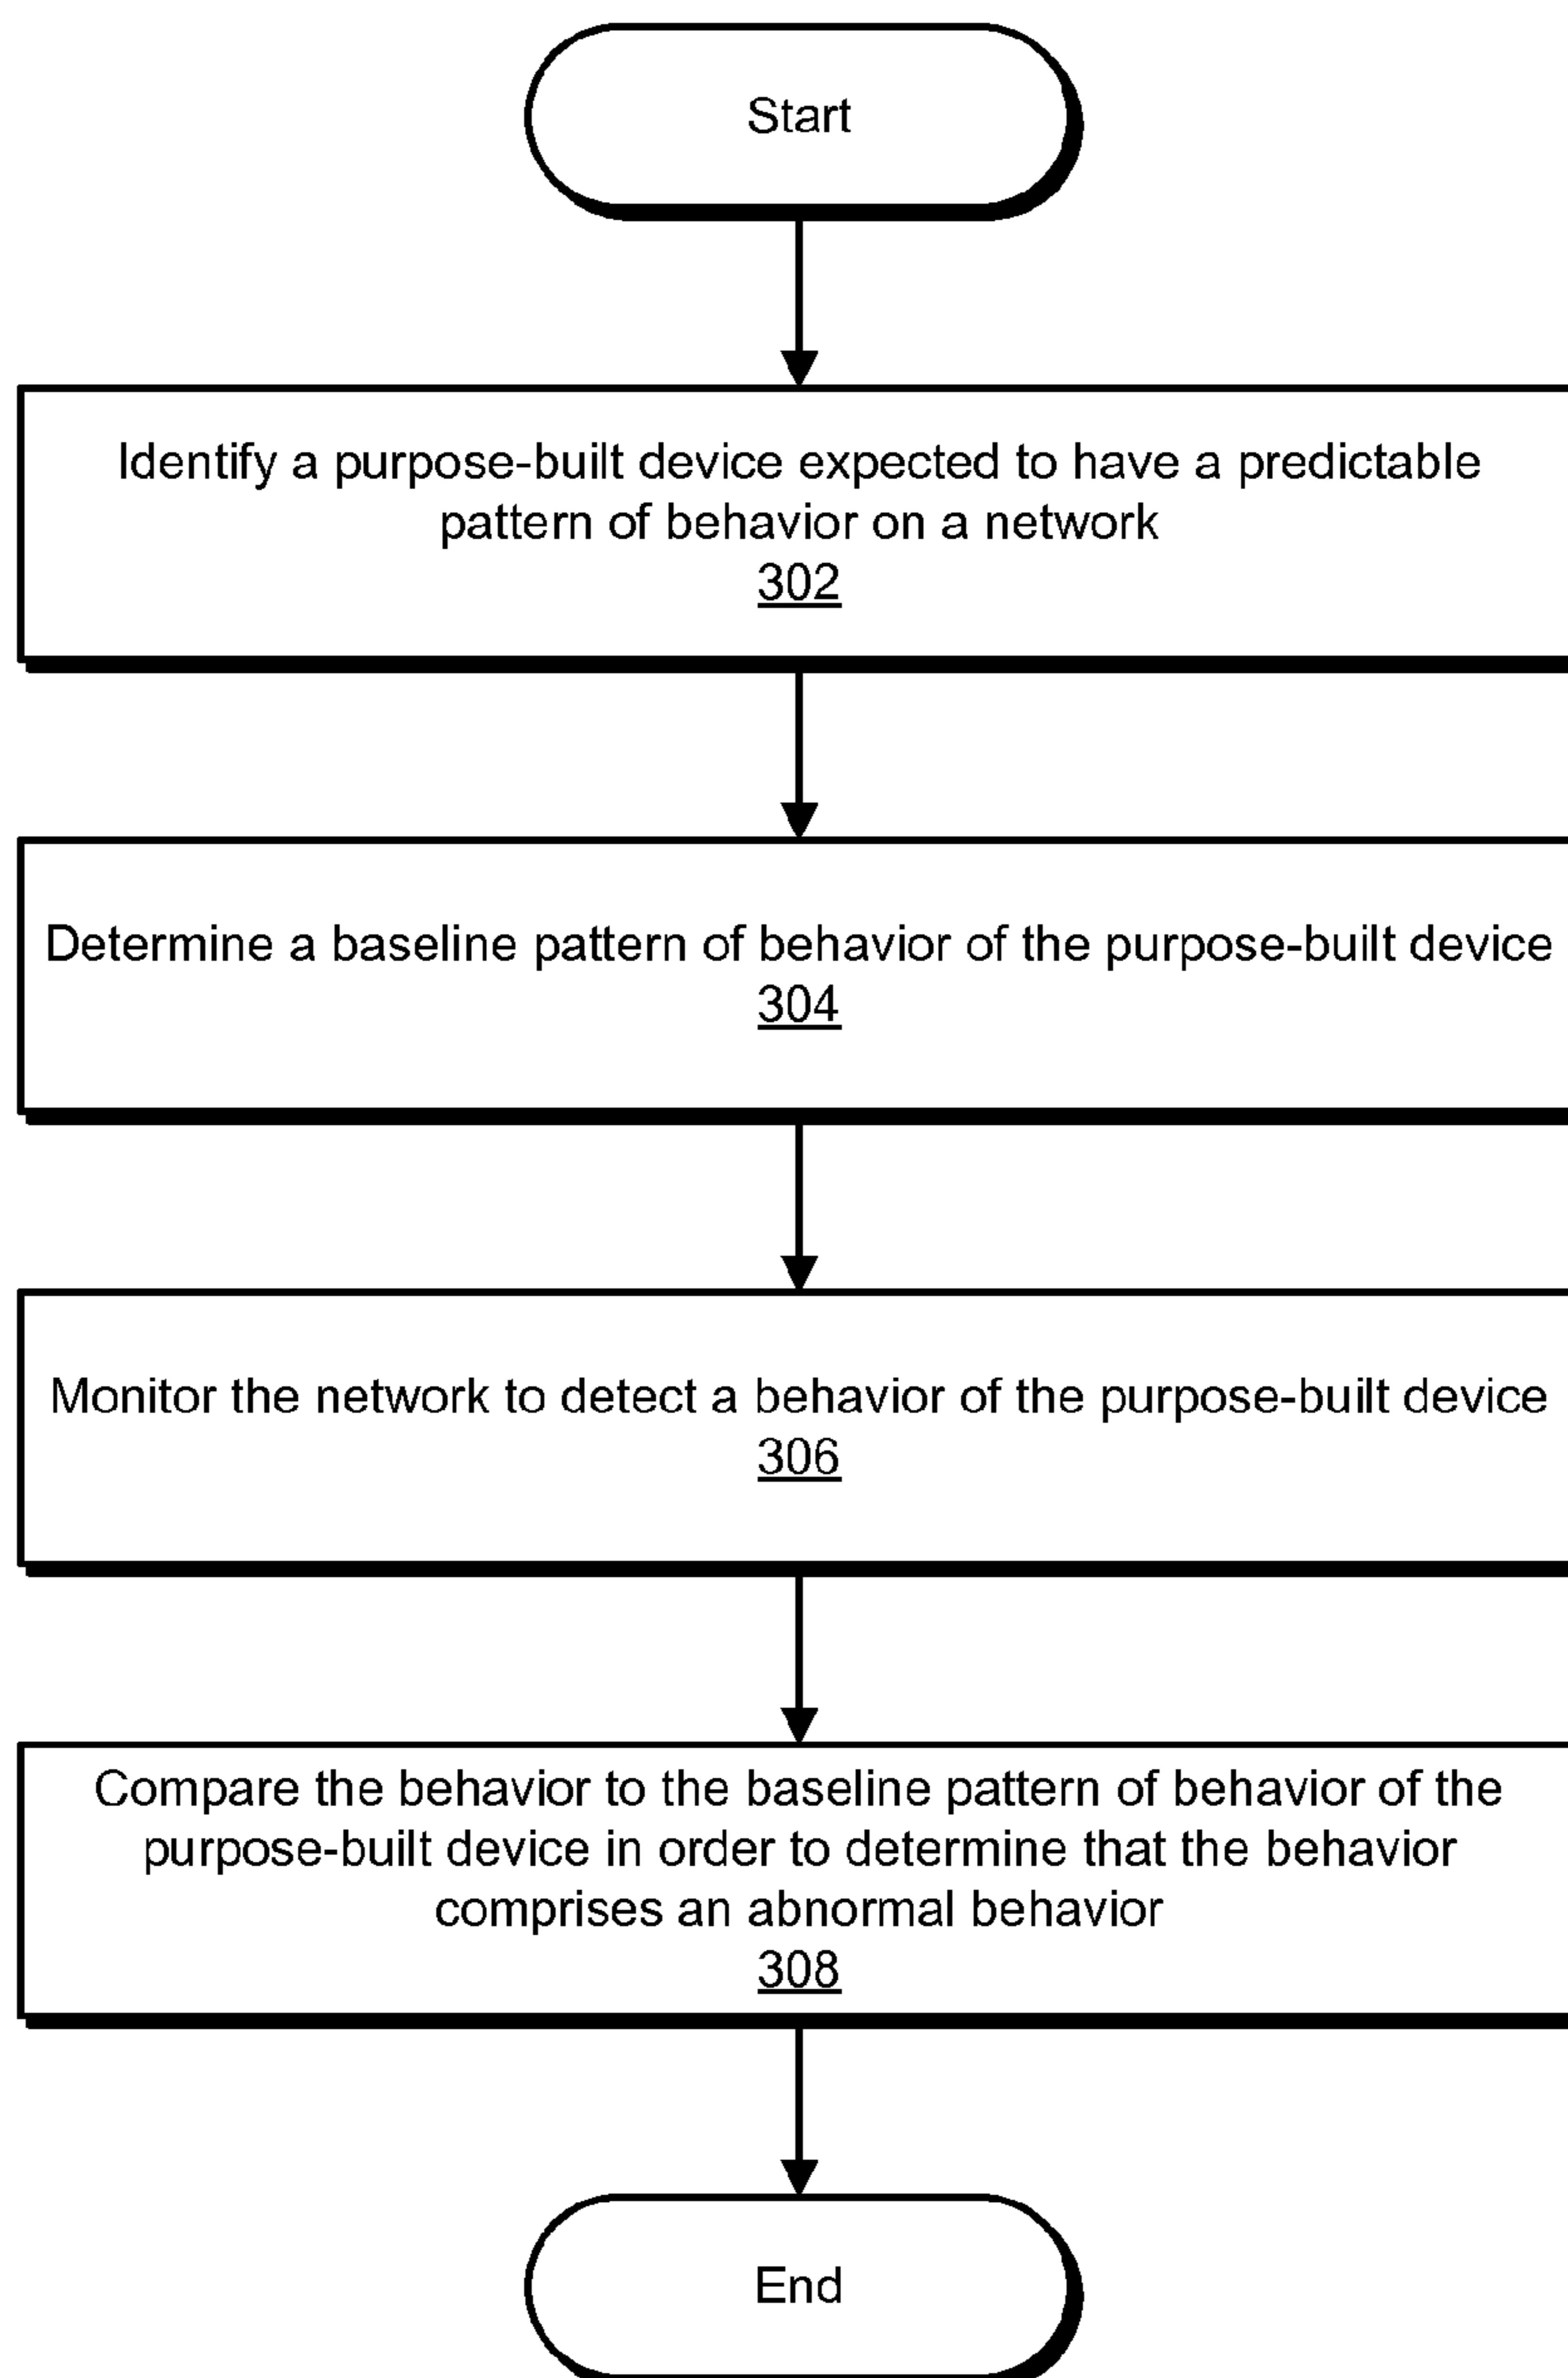 Start
Identify a purpose-built device expected to have a predictable
pattern of behavior on a network
302
Determine a baseline pattern of behavior of the purpose-built device
304
Monitor the network to detect a behavior of the purpose-built device
306
Compare the behavior to the baseline pattern of behavior of the
purpose-built device in order to determine that the behavior
comprises an abnormal behavior
308
End